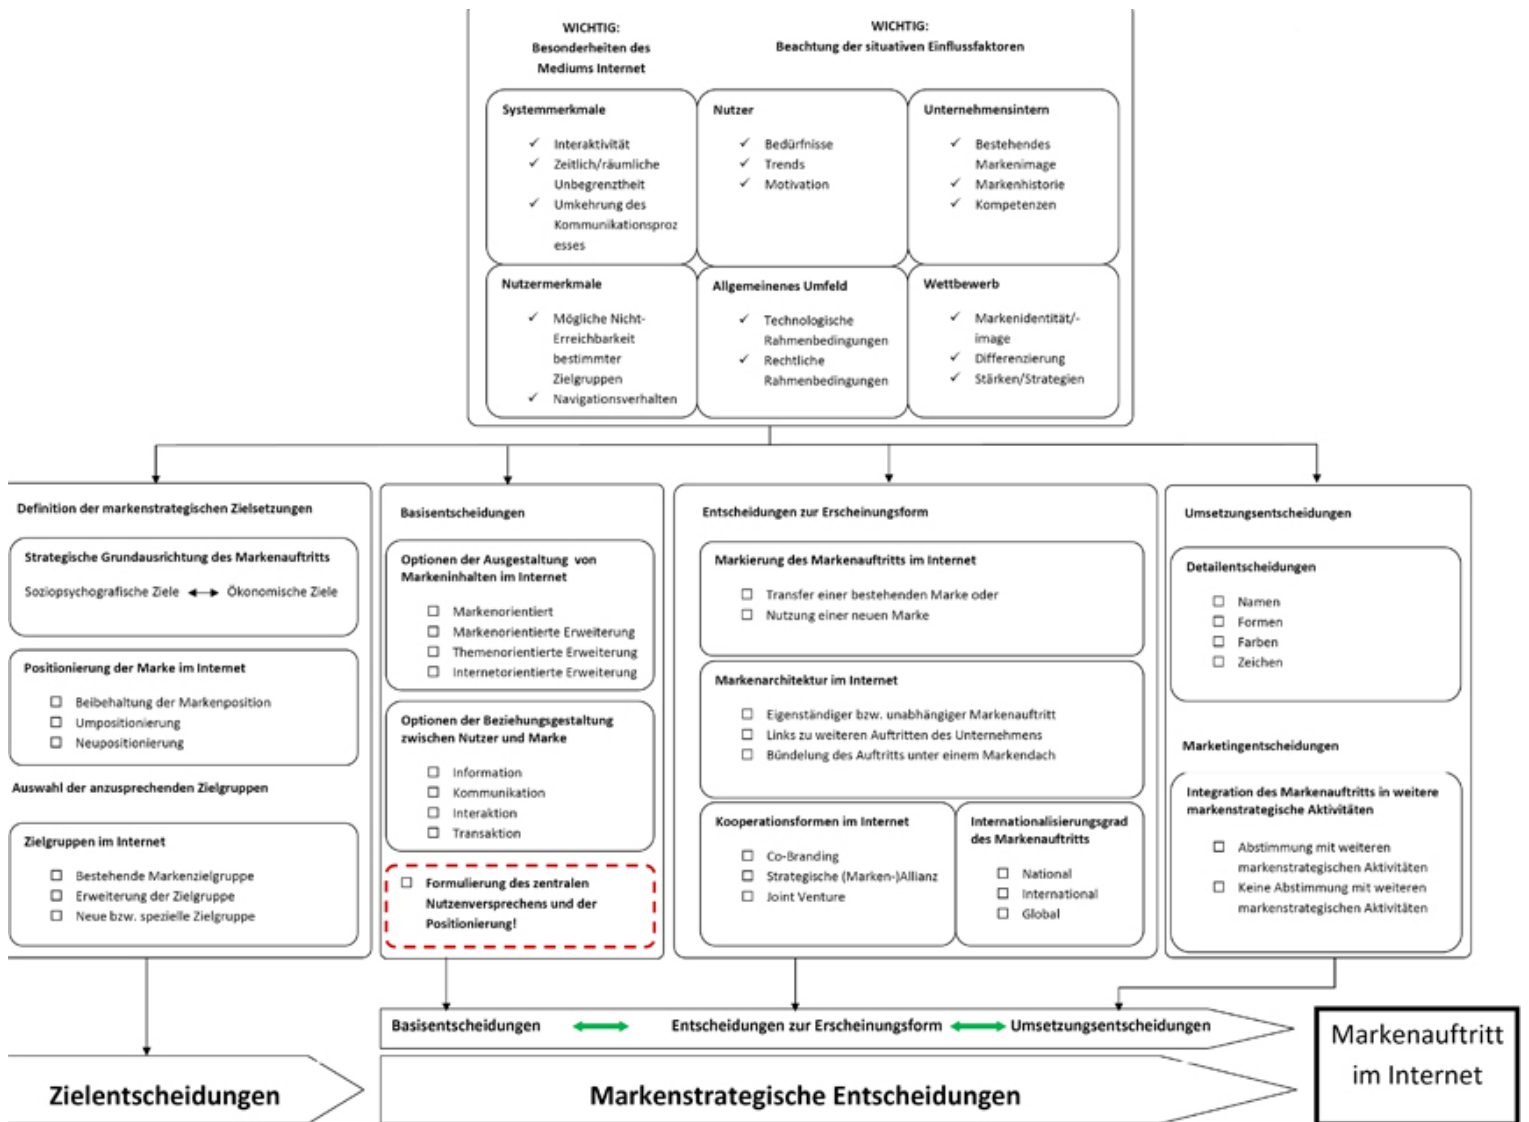 WICHTIG:
Besonderheiten des
Mediums Internet
WICHTIG:
Beachtung der situativen Einflussfaktoren
Systemmerkmale
Interaktivität
Zeitlich/räumliche
Unbegrenztheit
Umkehrung des
Kommunikationsproz
esses
Nutzer
Bedürfnisse
Trends
Motivation
Unternehmensintern
Bestehendes
Markenimage
Markenhistorie
Kompetenzen
Nutzermerkmale
Mögliche Nicht-
Erreichbarkeit
bestimmter
Zielgruppen
Navigationsverhalten
Allgemeinenes Umfeld
Technologische
Rahmenbedingungen
Rechtliche
Rahmenbedingungen
Wettbewerb
Markenidentität/-
image
Differenzierung
Stärken/Strategien
Definition der markenstrategischen Zielsetzungen
Strategische Grundausrichtung des Markenauftritts
Soziopsychografische Ziele Ökonomische Ziele
Positionierung der Marke im Internet
Beibehaltung der Markenposition
Umpositionierung
Neupositionierung
Auswahl der anzusprechenden Zielgruppen
Zielgruppen im Internet
Bestehende Markenzielgruppe
Erweiterung der Zielgruppe
Neue bzw. spezielle Zielgruppe
Basisentscheidungen
Optionen der Ausgestaltung von
Markeninhalten im Internet
Markenorientiert
Markenorientierte Erweiterung
Themenorientierte Erweiterung
Internetorientierte Erweiterung
Optionen der Beziehungsgestaltung
zwischen Nutzer und Marke
Information
Kommunikation
Interaktion
Transaktion
Formulierung des zentralen
Nutzenversprechens und der
Positionierung!
Entscheidungen zur Erscheinungsform
Markierung des Markenauftritts im Internet
Transfer einer bestehenden Marke oder
Nutzung einer neuen Marke
Markenarchitektur im Internet
Eigenständiger bzw. unabhängiger Markenauftritt
Links zu weiteren Auftritten des Unternehmens
Bündelung des Auftritts unter einem Markendach
Kooperationsformen im Internet
Co-Branding
Strategische (Marken-)Allianz
Joint Venture
Internationalisierungsgrad
des Markenauftritts
National
International
Global
Umsetzungsentscheidungen
Detailentscheidungen
Namen
Formen
Farben
Zeichen
Marketingentscheidungen
Integration des Markenauftritts in weitere
markenstrategische Aktivitäten
Abstimmung mit weiteren
markenstrategischen Aktivitäten
Keine Abstimmung mit weiteren
markenstrategischen Aktivitäten
Basisentscheidungen Entscheidungen zur Erscheinungsform Umsetzungsentscheidungen
Zielentscheidungen
Markenstrategische Entscheidungen
Markenauftritt
im Internet